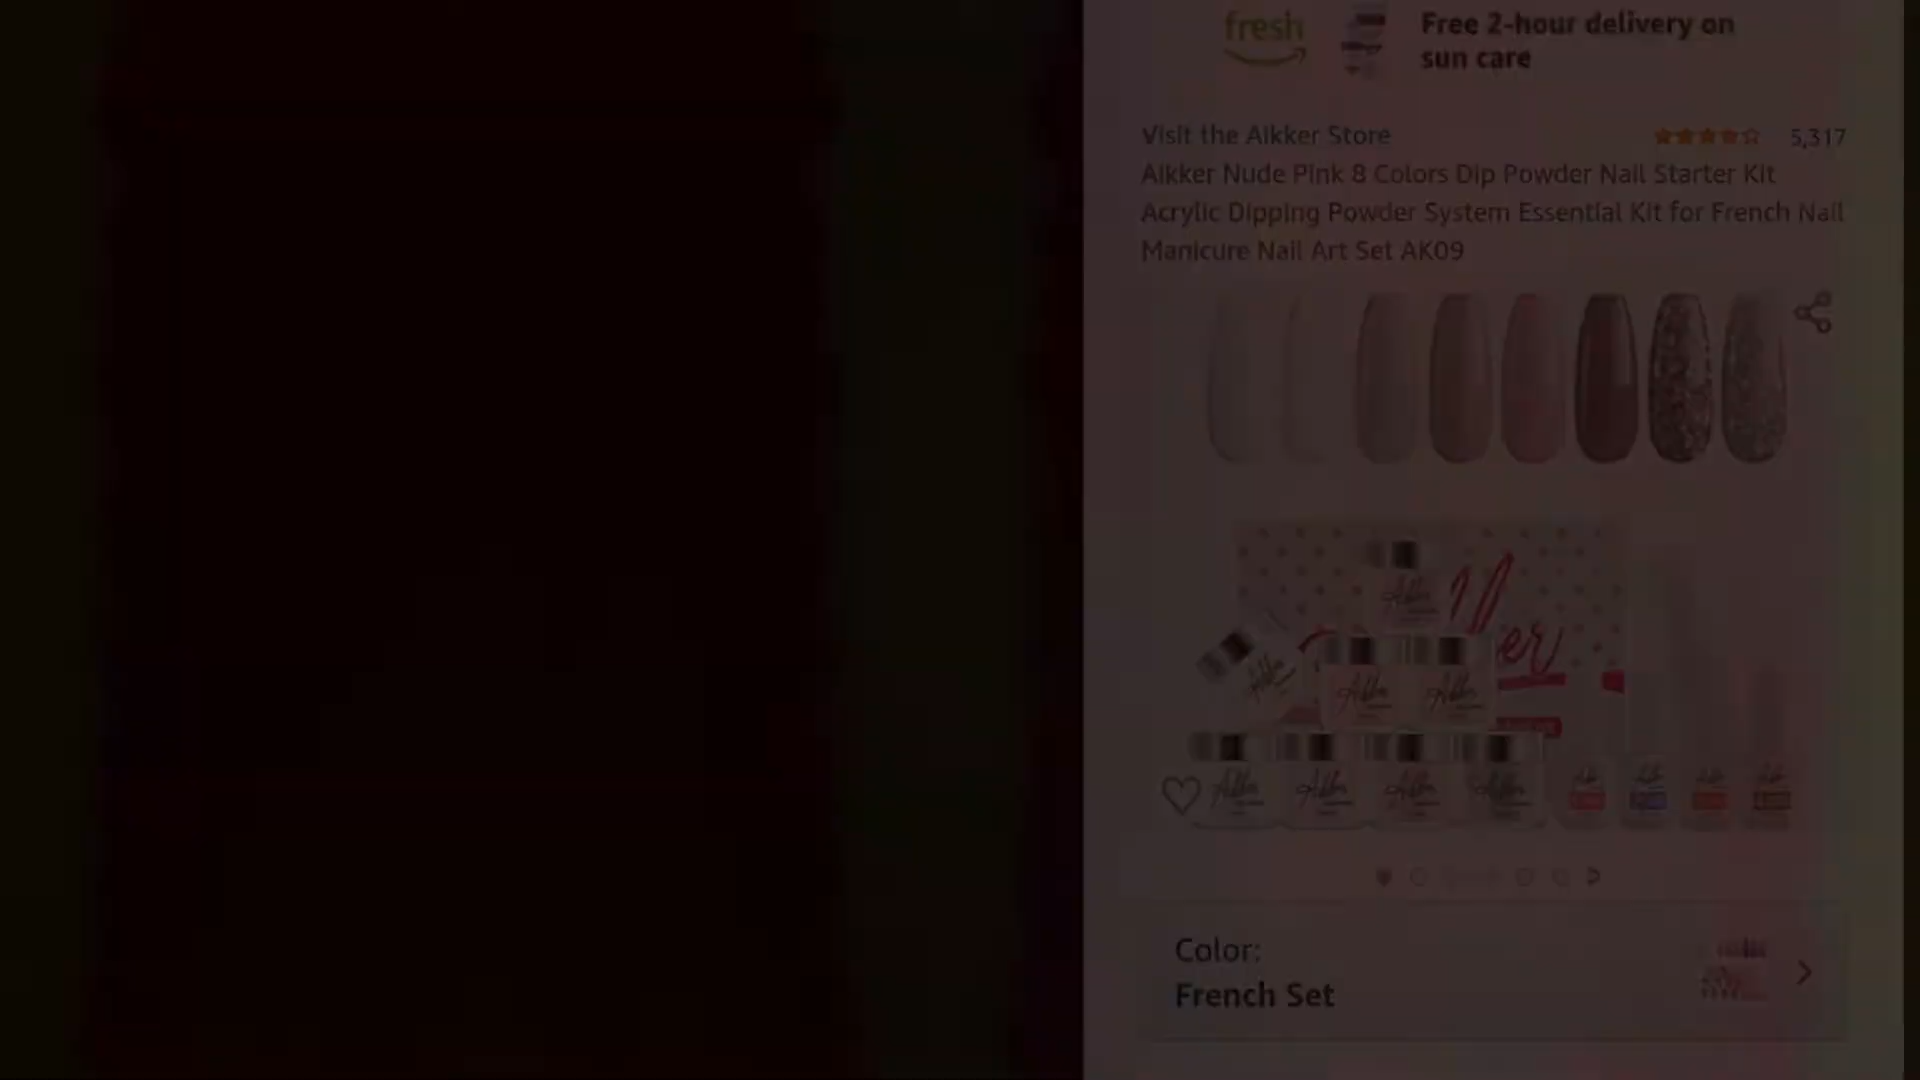 fresh
Free 2-hour delivery on
sun care
Visit the Aikker Store
5,317
Aikker Nude Pink 8 Colors Dip Powder Nail Starter Kit
Acrylic Dipping Powder System Essential Kit for French Nail
Manicure Nail Art Set AK09
Color:
French Set